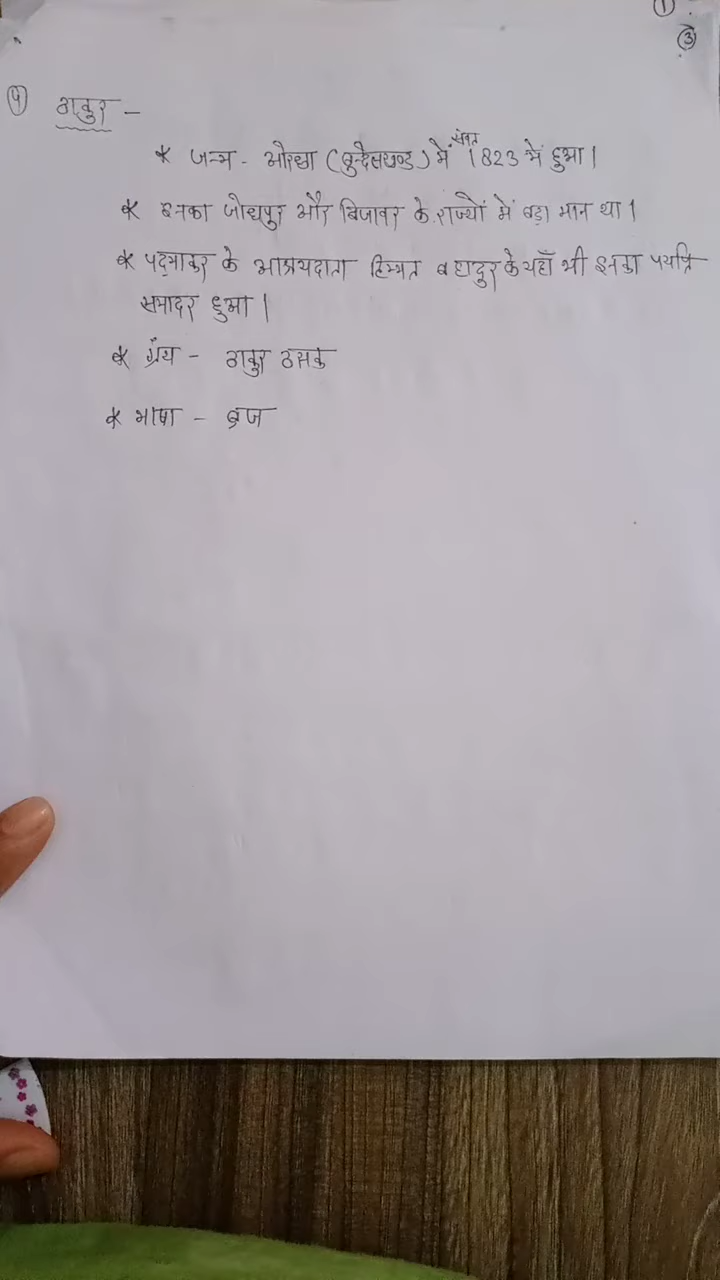 ①
③
५ ठाकुर –
* जन्म - ओरछा (बुन्देलखण्ड) में संवत 1823 में हुआ।
* इनका जोधपुर और बिजावर के राज्यों में बड़ा मान था।
* पद्माकर के आश्रयदाता हिम्मत बहादुर के यहाँ भी इनका पर्याप्त
समादर हुआ।
* ग्रंथ - ठाकुर ठसक
* भाषा - ब्रज